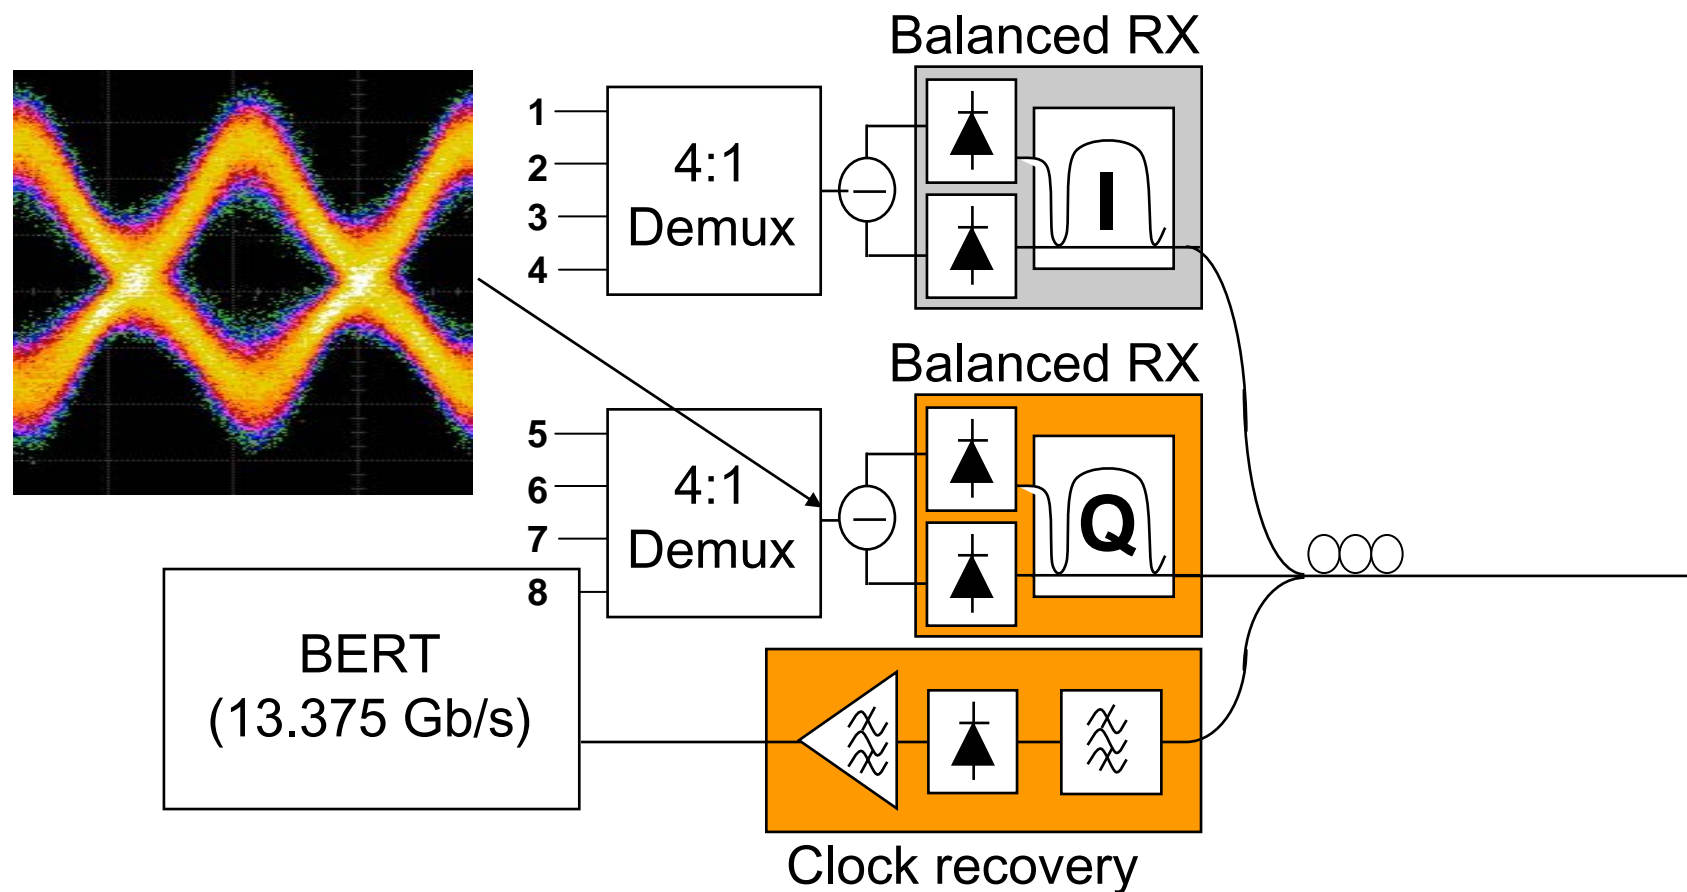 Balanced RX
1
2
3
4
4:1
Demux
I
Balanced RX
5
6
7
8
4:1
Demux
Q
BERT
(13.375 Gb/s)
Clock recovery